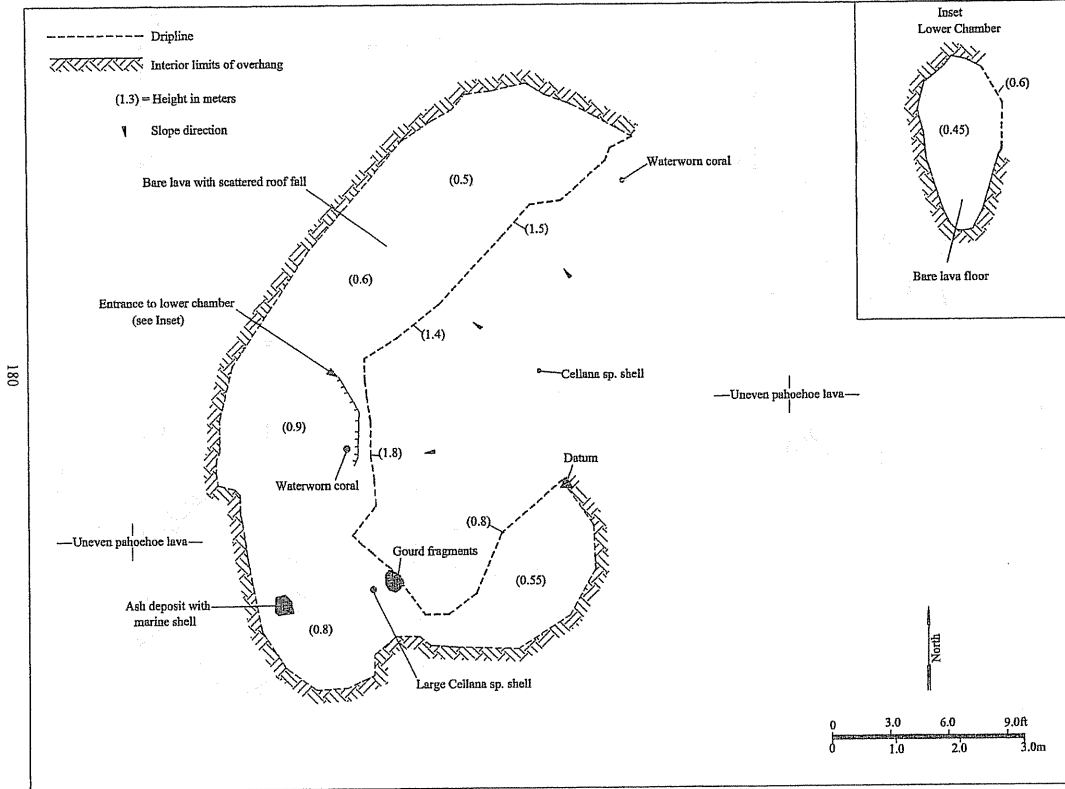 Dripline
Interior limits of overhang
(1.3) = Height in meters
Slope direction
Inset
Lower Chamber
(0.6)
(0.45)
Bare lava floor
Waterworn coral
Bare lava with scattered roof fall
(0.5)
(1.5)
(0.6)
Entrance to lower chamber
(see Inset)
(1.4)
180
Cellana sp. shell
Uneven pahoehoe lava
(0.9)
(1.8)
Waterworn coral
Datum
(0.8)
Uneven pahoehoe lava
Gourd fragments
(0.55)
Ash deposit with
marine shell
(0.8)
Large Cellana sp. shell
North
0 3.0 6.0 9.0ft
0 1.0 2.0 3.0m